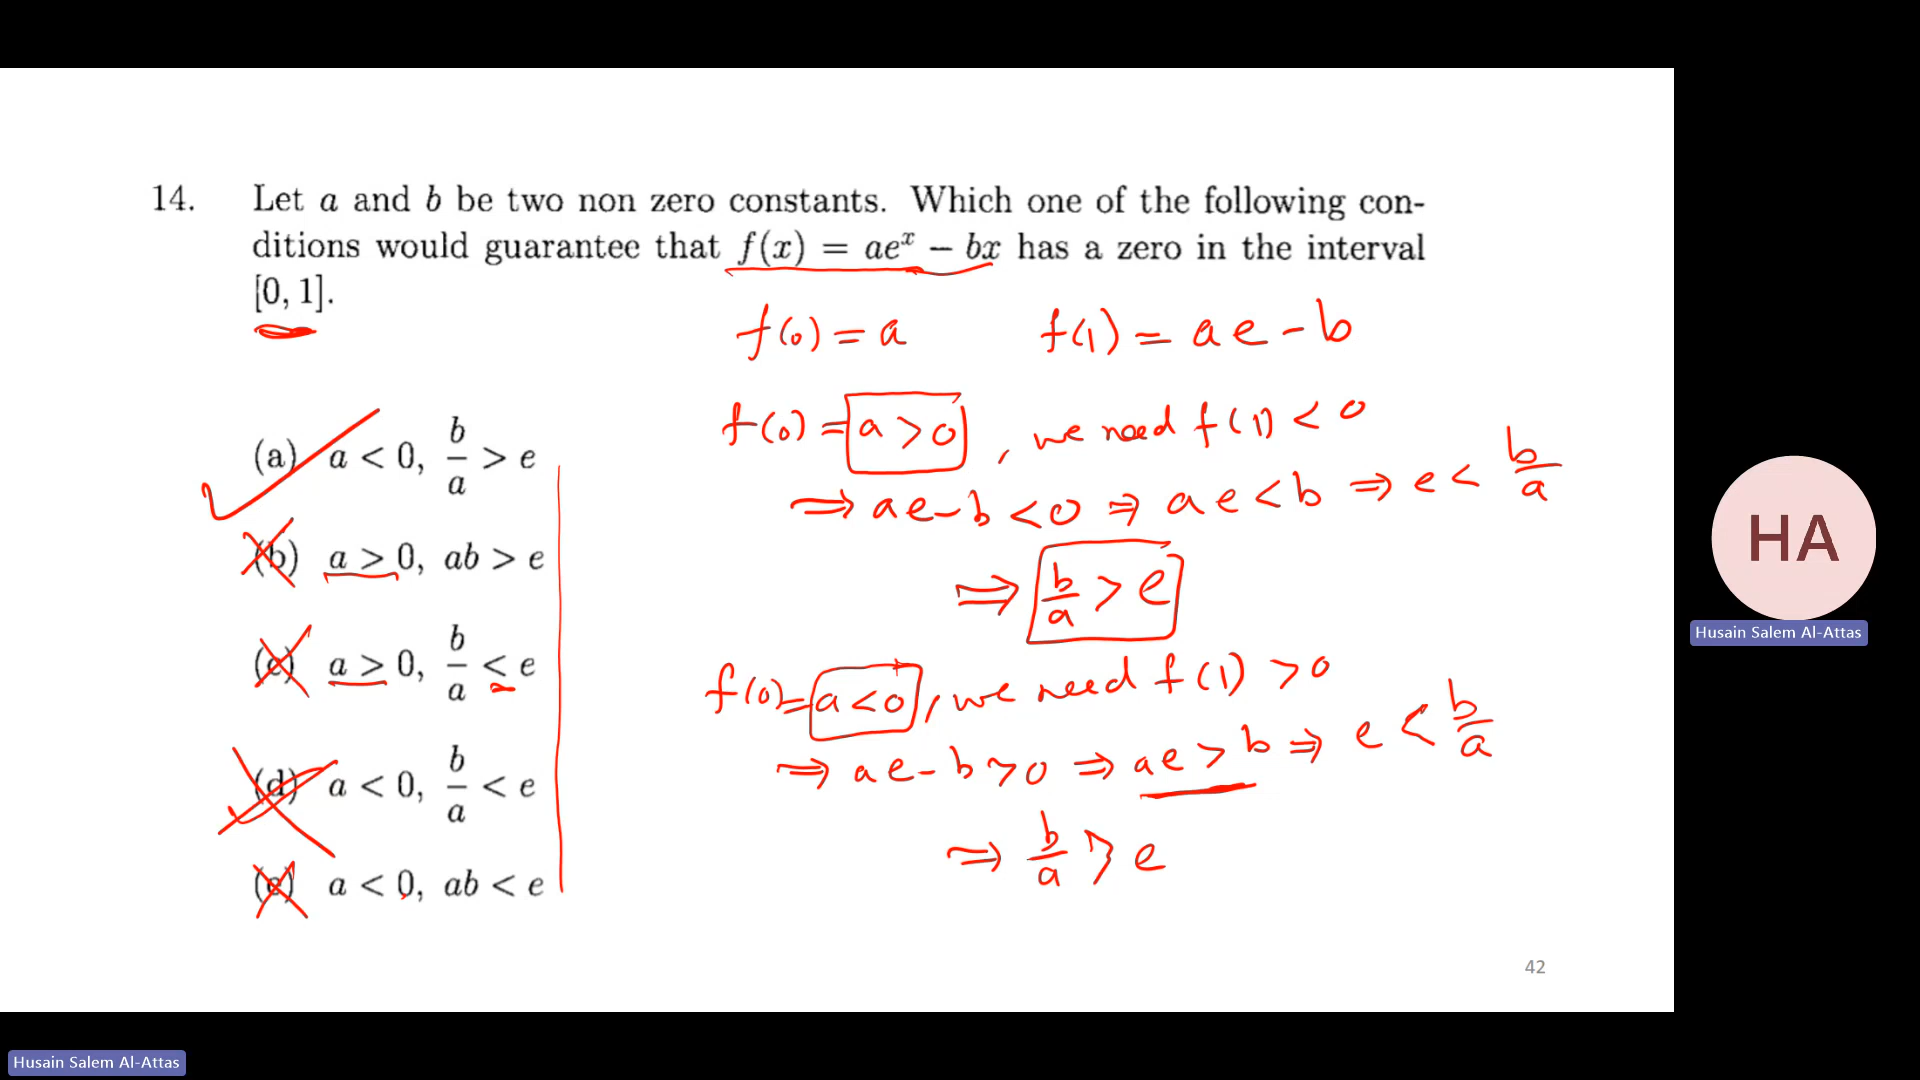 14. Let a and b be two non zero constants. Which one of the following con-
ditions would guarantee that f(x) = ae^x − bx has a zero in the interval
[0, 1].
f(0) = a f(1) = ae − b
(a) a < 0, b/a > e
(b) a > 0, ab > e
(c) a > 0, b/a < e
(d) a < 0, b/a < e
(e) a < 0, ab < e
f(0) = a > 0, we need f(1) < 0
⇒ ae − b < 0 ⇒ ae < b ⇒ e < b/a
⇒ b/a > e
f(0) = a < 0, we need f(1) > 0
⇒ ae − b > 0 ⇒ ae > b ⇒ e < b/a
⇒ b/a > e
42
HA
Husain Salem Al-Attas
Husain Salem Al-Attas